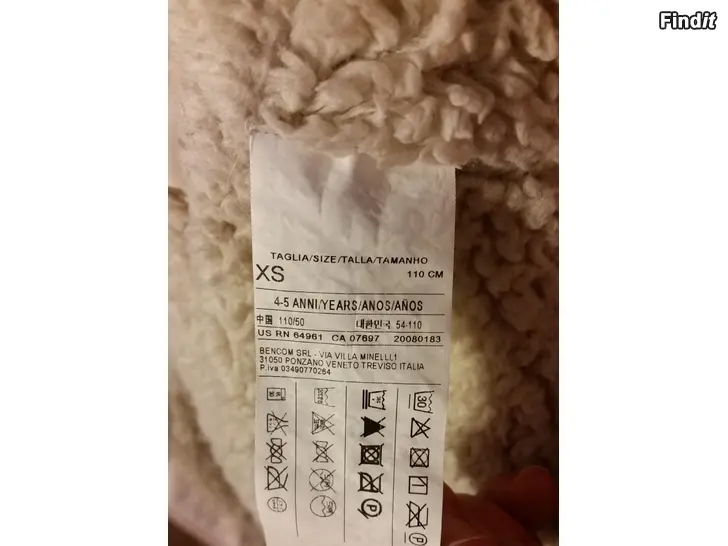 Findit
TAGLIA/SIZE/TALLA/TAMANHO
XS 110 CM
4-5 ANNI/YEARS/ANOS/AÑOS
中国 110/50 대한민국 54-110
US RN 64961 CA 07697 20080183
BENCOM SRL - VIA VILLA MINELLI,1
31050 PONZANO VENETO TREVISO ITALIA
P.iva 03490770264
30
P
P